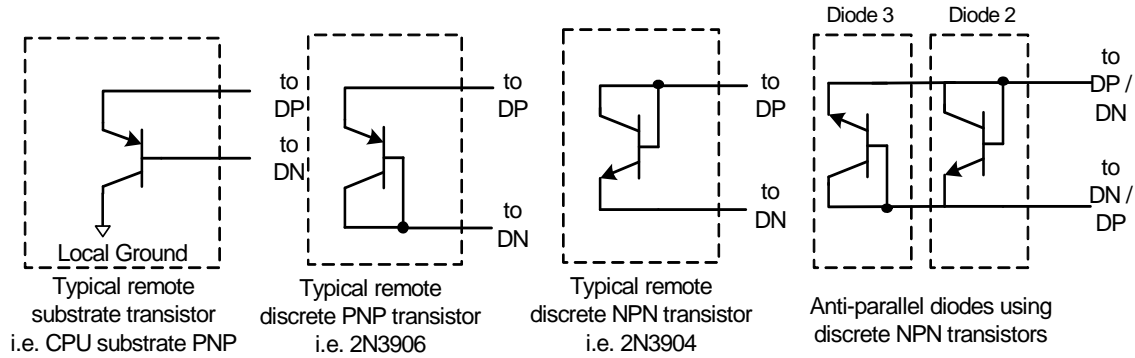 Diode 3
Diode 2
to
DP
to
DN
Local Ground
Typical remote
substrate transistor
i.e. CPU substrate PNP
to
DP
to
DN
Typical remote
discrete PNP transistor
i.e. 2N3906
to
DP
to
DN
Typical remote
discrete NPN transistor
i.e. 2N3904
to
DP /
DN
to
DN /
DP
Anti-parallel diodes using
discrete NPN transistors